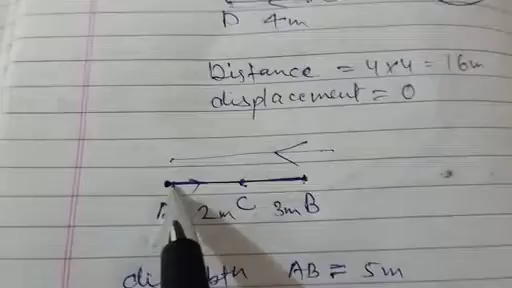 D 4m
Distance = 4×4 = 16m
displacement = 0
2m C 3m B
AB = 5m